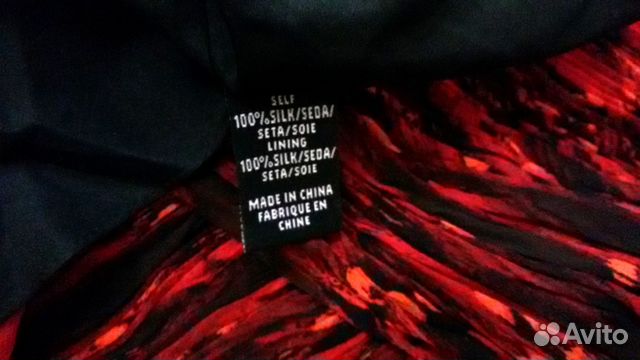 SELF
100%SILK/SEDA/
SETA/SOIE
LINING
100%SILK/SEDA/
SETA/SOIE
MADE IN CHINA
FABRIQUE EN
CHINE
Avito